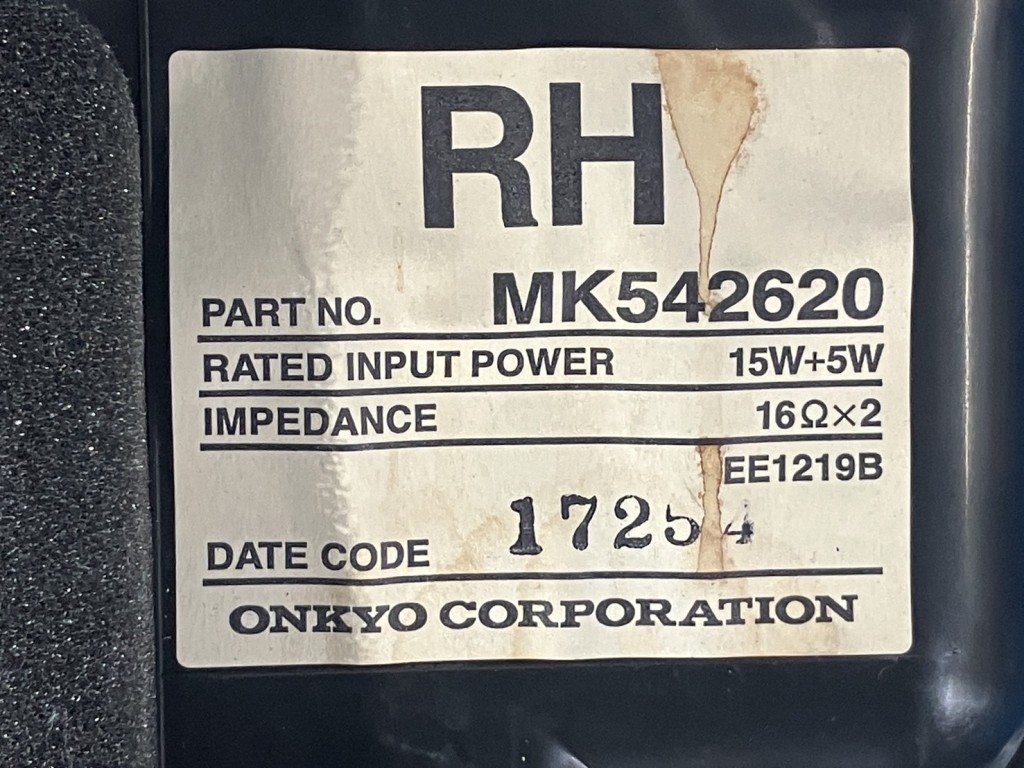 RH
PART NO. MK542620
RATED INPUT POWER 15W+5W
IMPEDANCE 16Ω×2
EE1219B
DATE CODE 17254
ONKYO CORPORATION